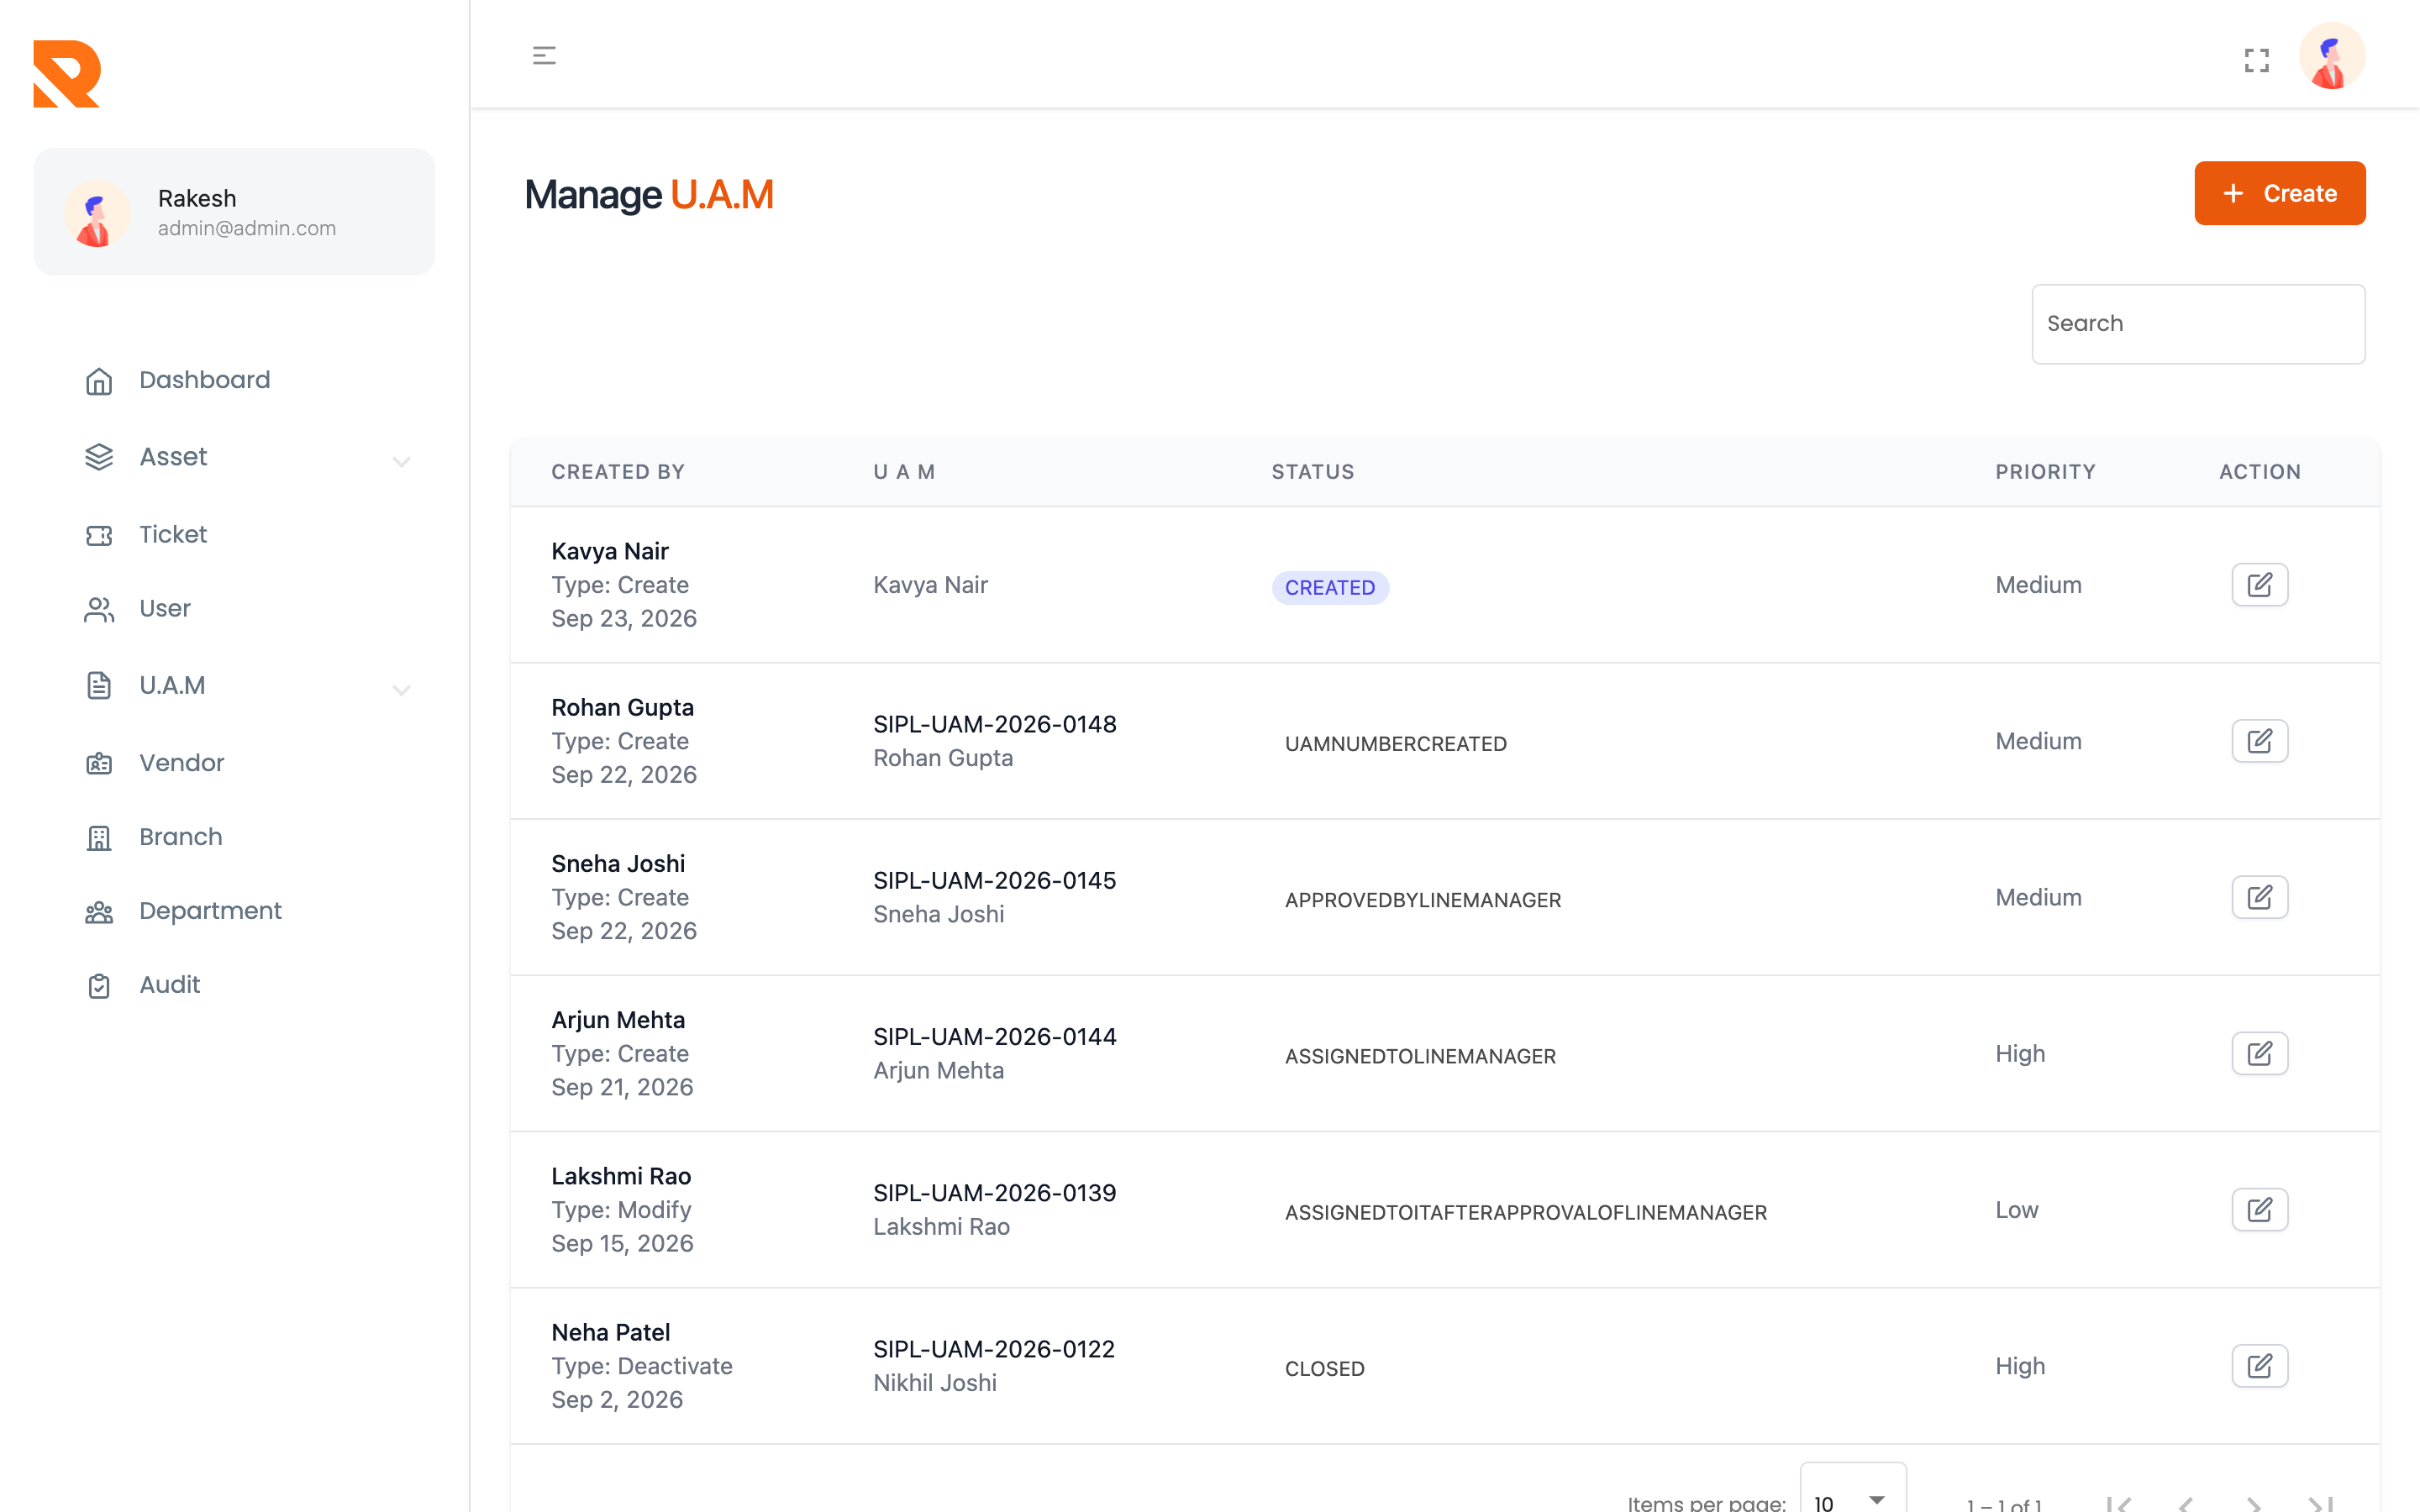 Rakesh
admin@admin.com
Dashboard
Asset
Ticket
User
U.A.M
Vendor
Branch
Department
Audit
Manage U.A.M
Create
Search
CREATED BY U A M STATUS PRIORITY ACTION
Kavya Nair
Type: Create
Sep 23, 2026
Kavya Nair
CREATED
Medium
Rohan Gupta
Type: Create
Sep 22, 2026
SIPL-UAM-2026-0148
Rohan Gupta
UAMNUMBERCREATED
Medium
Sneha Joshi
Type: Create
Sep 22, 2026
SIPL-UAM-2026-0145
Sneha Joshi
APPROVEDBYLINEMANAGER
Medium
Arjun Mehta
Type: Create
Sep 21, 2026
SIPL-UAM-2026-0144
Arjun Mehta
ASSIGNEDTOLINEMANAGER
High
Lakshmi Rao
Type: Modify
Sep 15, 2026
SIPL-UAM-2026-0139
Lakshmi Rao
ASSIGNEDTOITAFTERAPPROVALOFLINEMANAGER
Low
Neha Patel
Type: Deactivate
Sep 2, 2026
SIPL-UAM-2026-0122
Nikhil Joshi
CLOSED
High
Items per page: 10 1 – 1 of 1